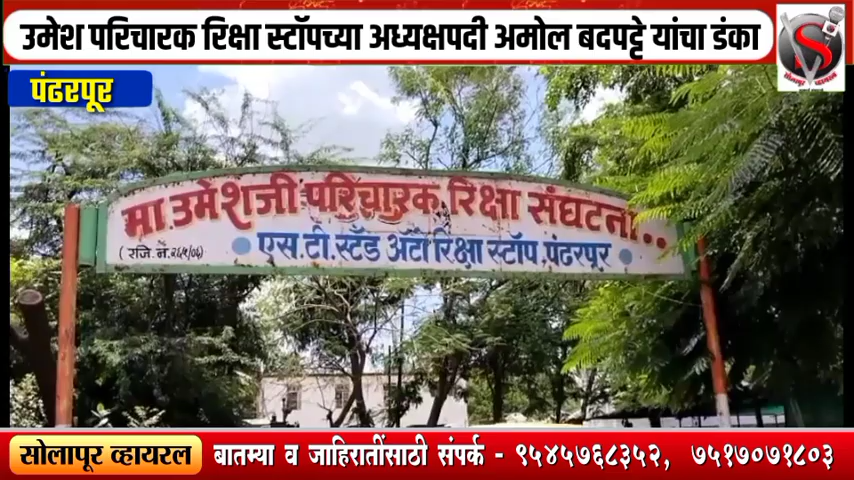 उमेश परिचारक रिक्षा स्टॉपच्या अध्यक्षपदी अमोल बदपट्टे यांचा डंका
पंढरपूर
मा.उमेशजी परिचारक रिक्षा संघटना..
एस.टी.स्टँड ऑटो रिक्षा स्टॉप,पंढरपुर
सोलापूर व्हायरल
बातम्या व जाहिरातींसाठी संपर्क - ९५४५७६८३५२, ७५१७०७१८०३